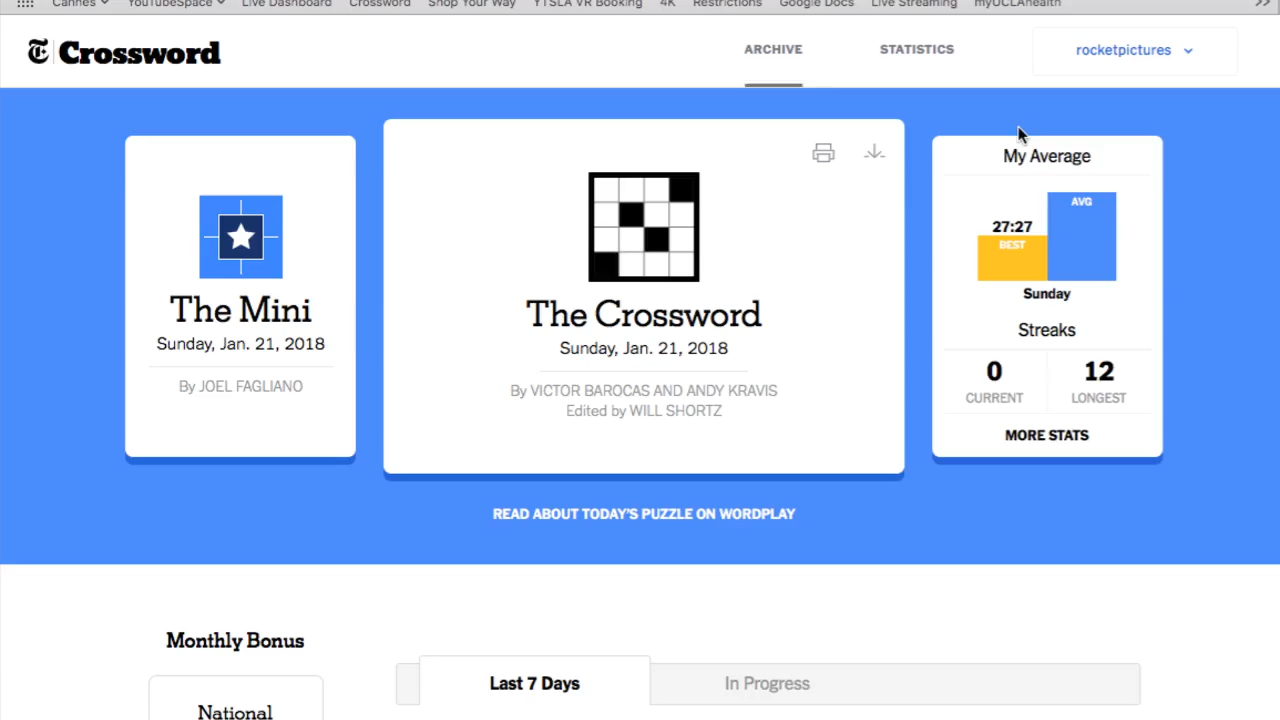 Cannes YouTubeSpace Live Dashboard Crossword Shop Your Way YTSLA VR Booking 4K Restrictions Google Docs Live Streaming myUCLAhealth >>
T Crossword
ARCHIVE STATISTICS rocketpictures
The Mini
Sunday, Jan. 21, 2018
By JOEL FAGLIANO
The Crossword
Sunday, Jan. 21, 2018
By VICTOR BAROCAS AND ANDY KRAVIS
Edited by WILL SHORTZ
My Average
AVG
27:27
BEST
Sunday
Streaks
0 12
CURRENT LONGEST
MORE STATS
READ ABOUT TODAY'S PUZZLE ON WORDPLAY
Monthly Bonus
National
Last 7 Days In Progress